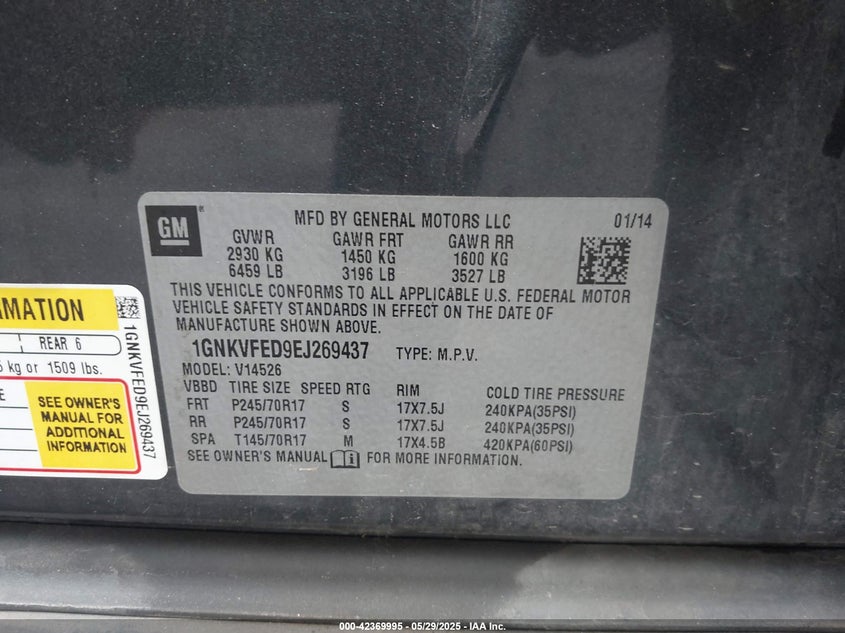 GM
MFD BY GENERAL MOTORS LLC 01/14
GVWR GAWR FRT GAWR RR
2930 KG 1450 KG 1600 KG
6459 LB 3196 LB 3527 LB
THIS VEHICLE CONFORMS TO ALL APPLICABLE U.S. FEDERAL MOTOR
VEHICLE SAFETY STANDARDS IN EFFECT ON THE DATE OF
MANUFACTURE SHOWN ABOVE.
1GNKVFED9EJ269437 TYPE: M.P.V.
MODEL: V14526
VBBD TIRE SIZE SPEED RTG RIM COLD TIRE PRESSURE
FRT P245/70R17 S 17X7.5J 240KPA(35PSI)
RR P245/70R17 S 17X7.5J 240KPA(35PSI)
SPA T145/70R17 M 17X4.5B 420KPA(60PSI)
SEE OWNER'S MANUAL FOR MORE INFORMATION.
REAR 6
kg or 1509 lbs.
SEE OWNER'S
MANUAL FOR
ADDITIONAL
INFORMATION
1GNKVFED9EJ269437
000-42369995 - 05/29/2025 - IAA Inc.